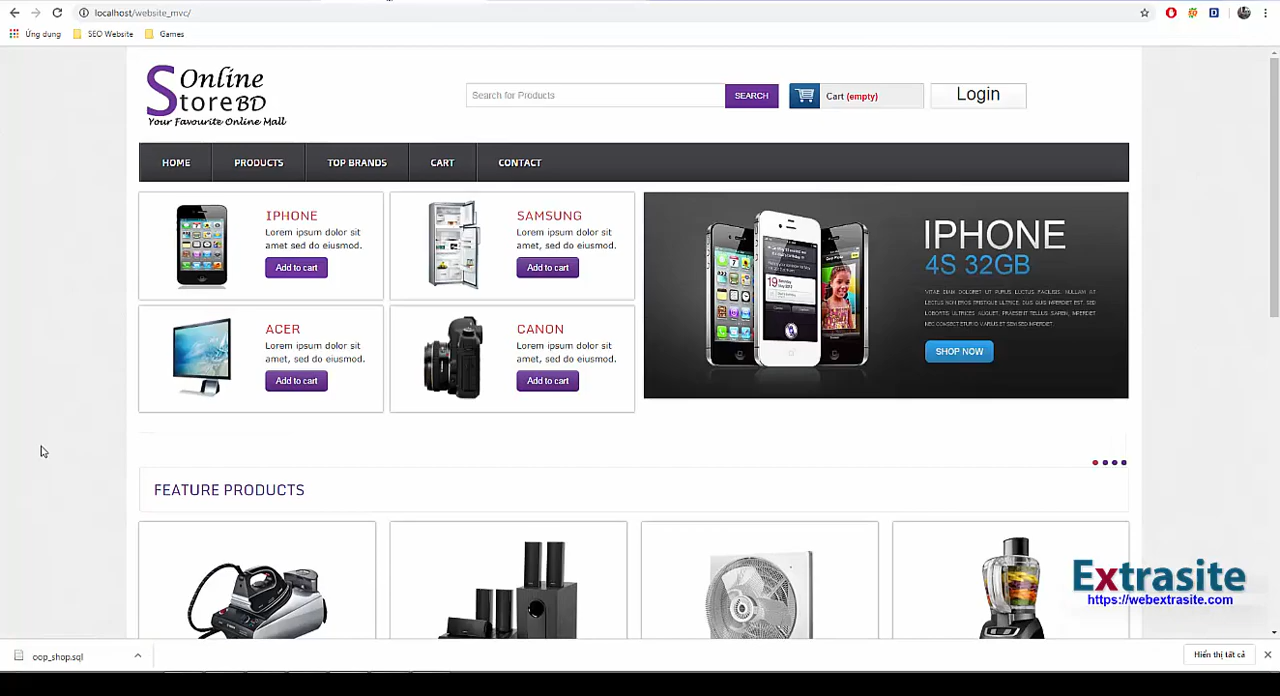 localhost/website_mvc/
Ứng dụng
SEO Website
Games
Online
Store BD
Your Favourite Online Mall
Search for Products
SEARCH
Cart (empty)
Login
HOME
PRODUCTS
TOP BRANDS
CART
CONTACT
IPHONE
Lorem ipsum dolor sit
amet sed do eiusmod.
Add to cart
SAMSUNG
Lorem ipsum dolor sit
amet, sed do eiusmod.
Add to cart
ACER
Lorem ipsum dolor sit
amet, sed do eiusmod.
Add to cart
CANON
Lorem ipsum dolor sit
amet, sed do eiusmod.
Add to cart
IPHONE
4S 32GB
SHOP NOW
FEATURE PRODUCTS
Extrasite
https://webextrasite.com
oop_shop.sql
Hiển thị tất cả